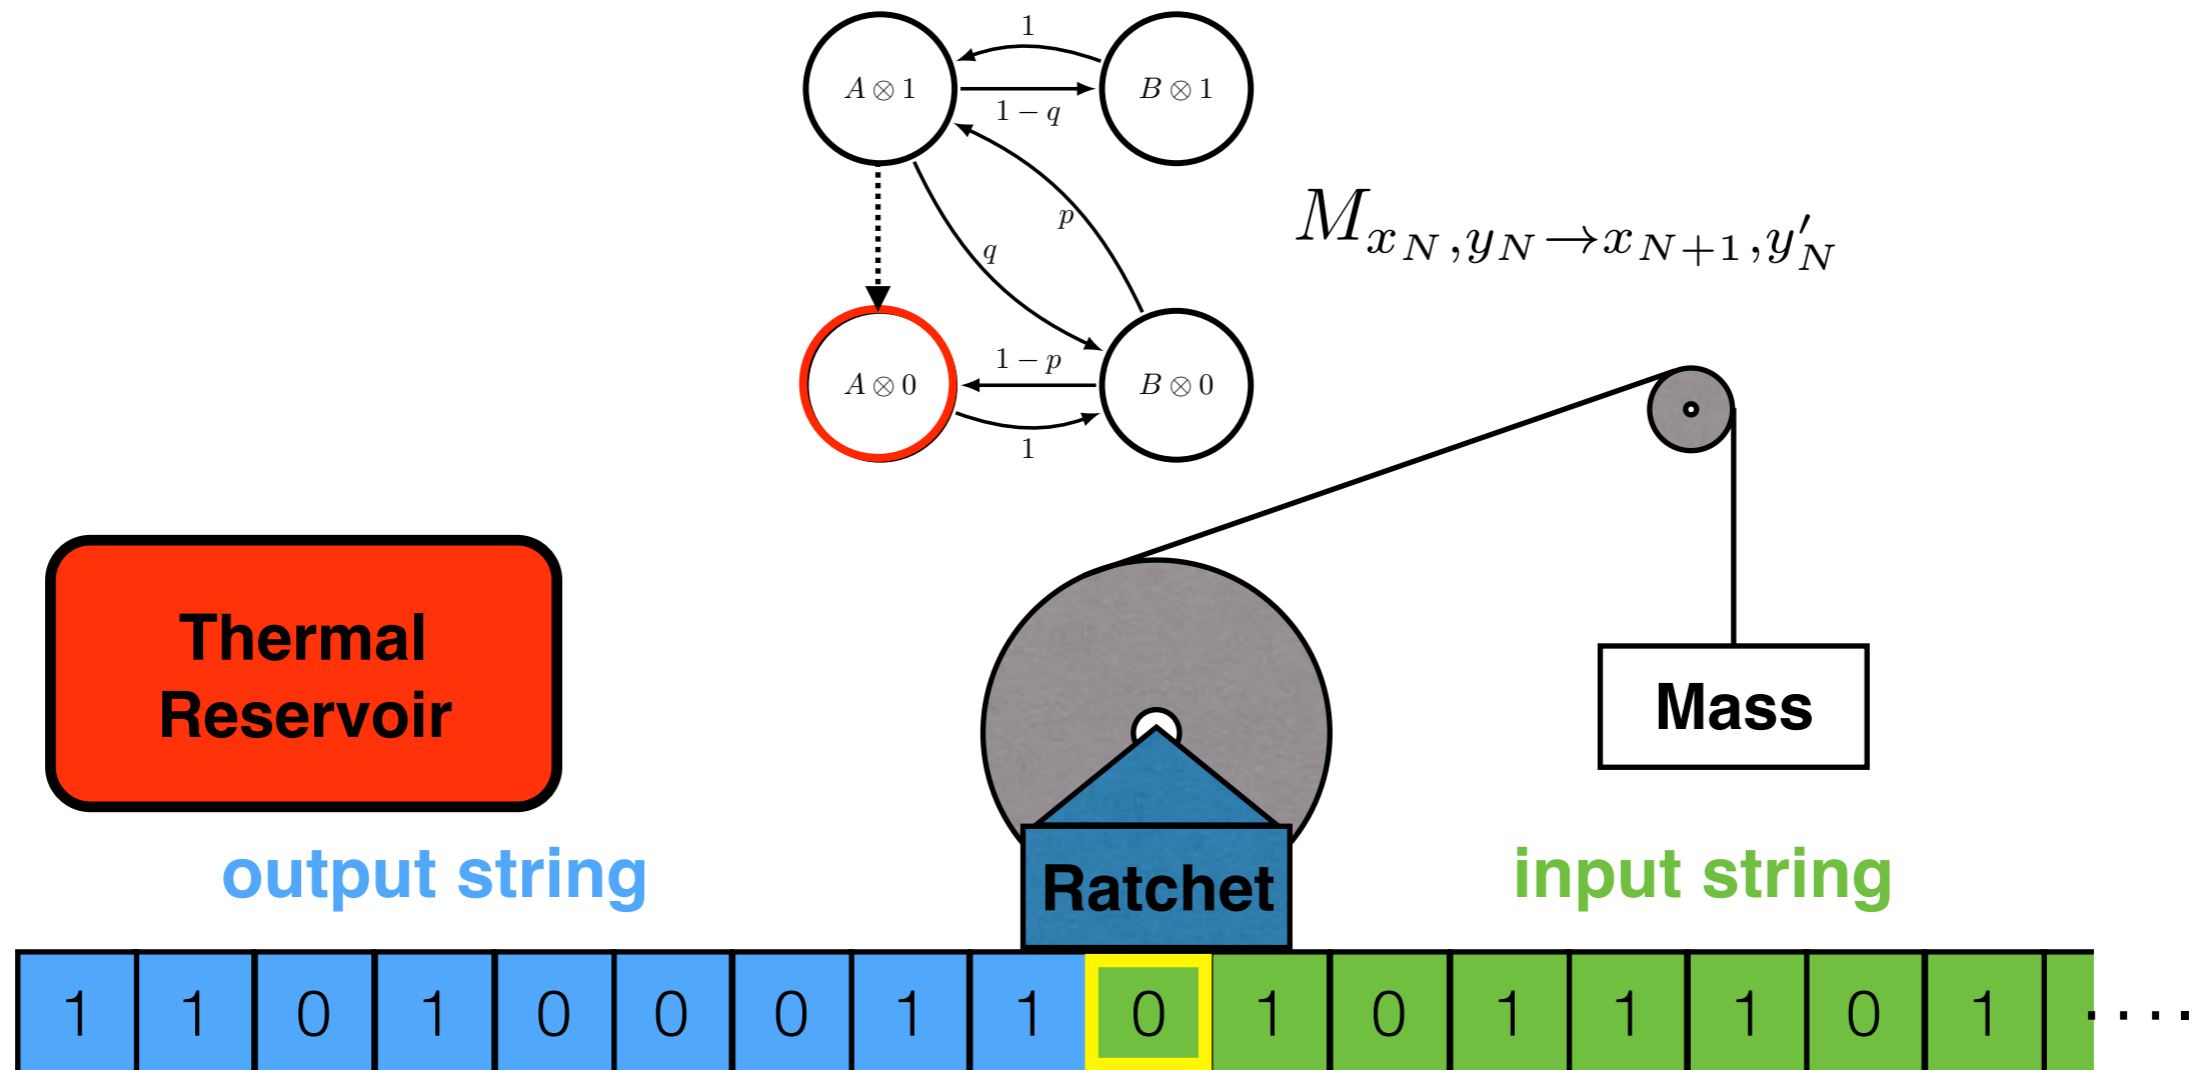 1
A ⊗ 1
B ⊗ 1
1 − q
p
q
M_{x_N, y_N → x_{N+1}, y'_N}
1 − p
A ⊗ 0
B ⊗ 0
1
Thermal
Reservoir
Mass
output string
Ratchet
input string
1 1 0 1 0 0 0 1 1 0 1 0 1 1 1 0 1 ....